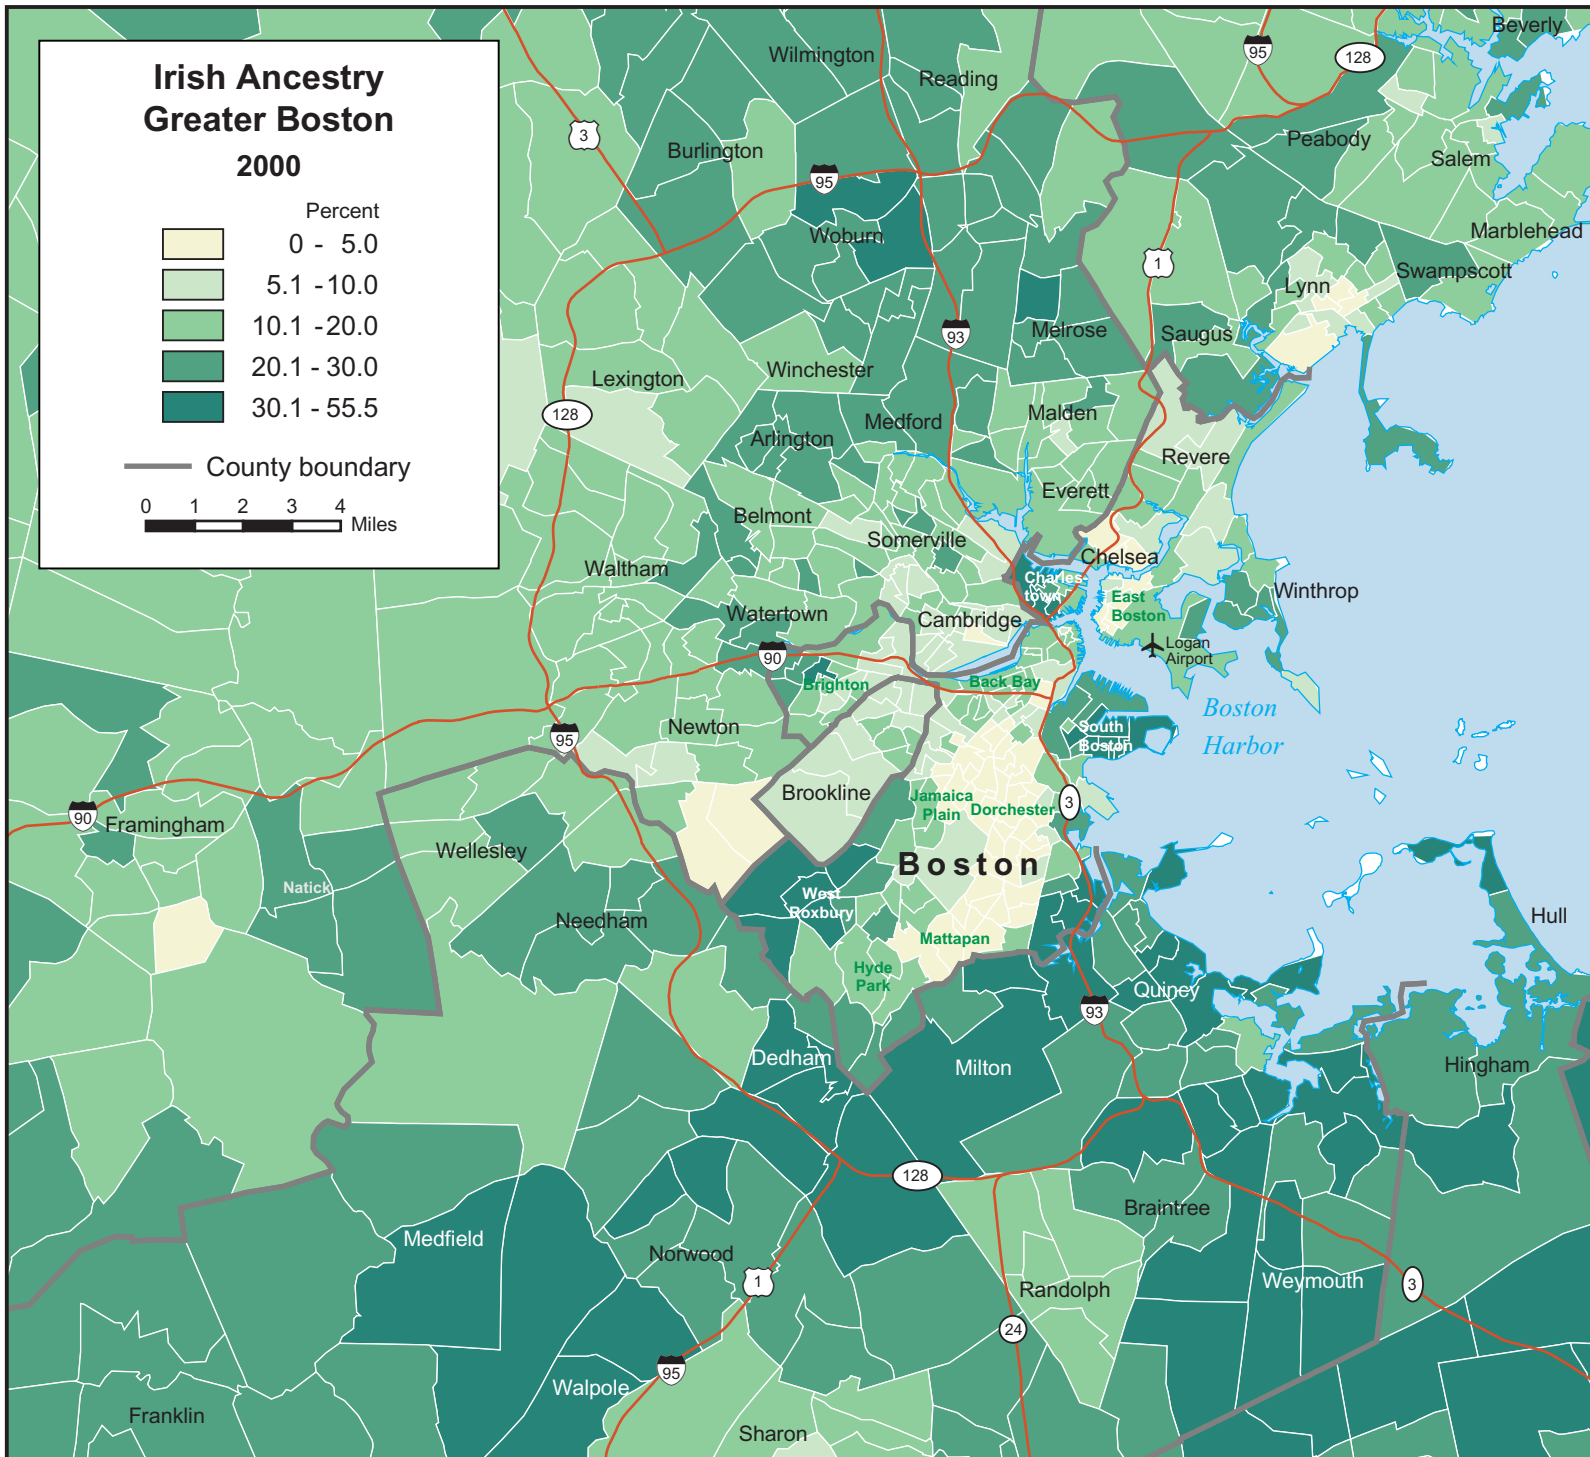 Irish Ancestry
Greater Boston
2000
Percent
0 - 5.0
5.1 - 10.0
10.1 - 20.0
20.1 - 30.0
30.1 - 55.5
County boundary
0 1 2 3 4
Miles
Beverly
Wilmington
Reading
95
128
3
Burlington
Peabody
Salem
95
Woburn
Marblehead
1
Swampscott
Lynn
93
Melrose
Saugus
Lexington
Winchester
128
Arlington
Medford
Malden
Revere
Everett
Belmont
Somerville
Chelsea
Waltham
Charles-
town
Winthrop
East
Boston
Watertown
Cambridge
Logan
Airport
90
Brighton
Back Bay
Boston
Harbor
Newton
95
South
Boston
Brookline
Jamaica
Plain
Dorchester
3
90
Framingham
Wellesley
Boston
Natick
West
Roxbury
Needham
Hull
Mattapan
Hyde
Park
Quincy
93
Dedham
Milton
Hingham
128
Braintree
Medfield
Norwood
1
Randolph
Weymouth
3
24
95
Walpole
Franklin
Sharon